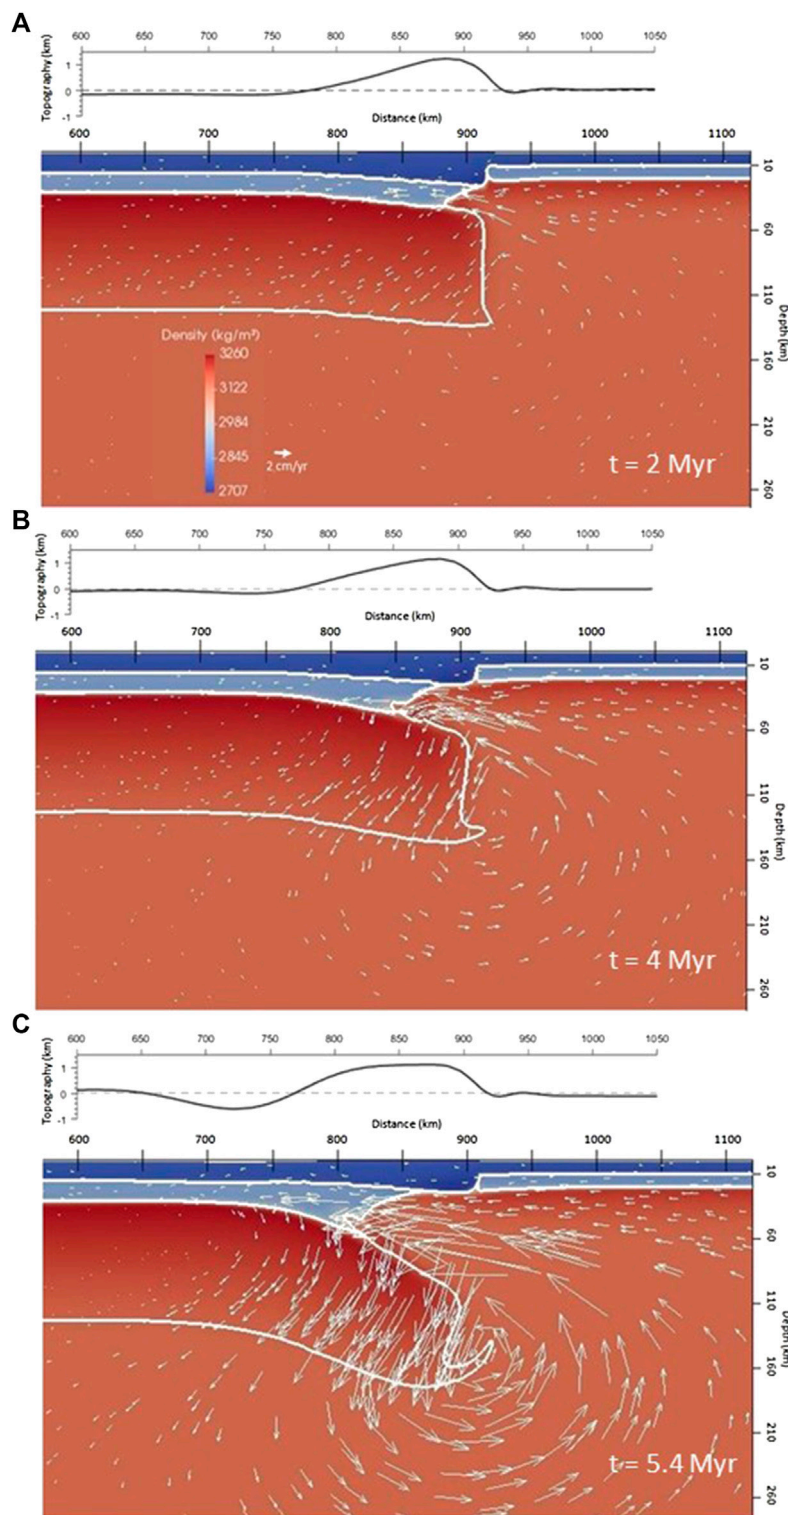 A
600 650 700 750 800 850 900 950 1000 1050
Topography (km)
1
0
-1
Distance (km)
600 700 800 900 1000 1100
10
60
110
160
210
260
Depth (km)
Density (kg/m³)
3260
3122
2984
2845
2707
2 cm/yr
t = 2 Myr
B
600 650 700 750 800 850 900 950 1000 1050
Topography (km)
1
0
-1
Distance (km)
600 700 800 900 1000 1100
10
60
110
160
210
260
Depth (km)
t = 4 Myr
C
600 650 700 750 800 850 900 950 1000 1050
Topography (km)
1
0
-1
Distance (km)
600 700 800 900 1000 1100
10
60
110
160
210
260
Depth (km)
t = 5.4 Myr